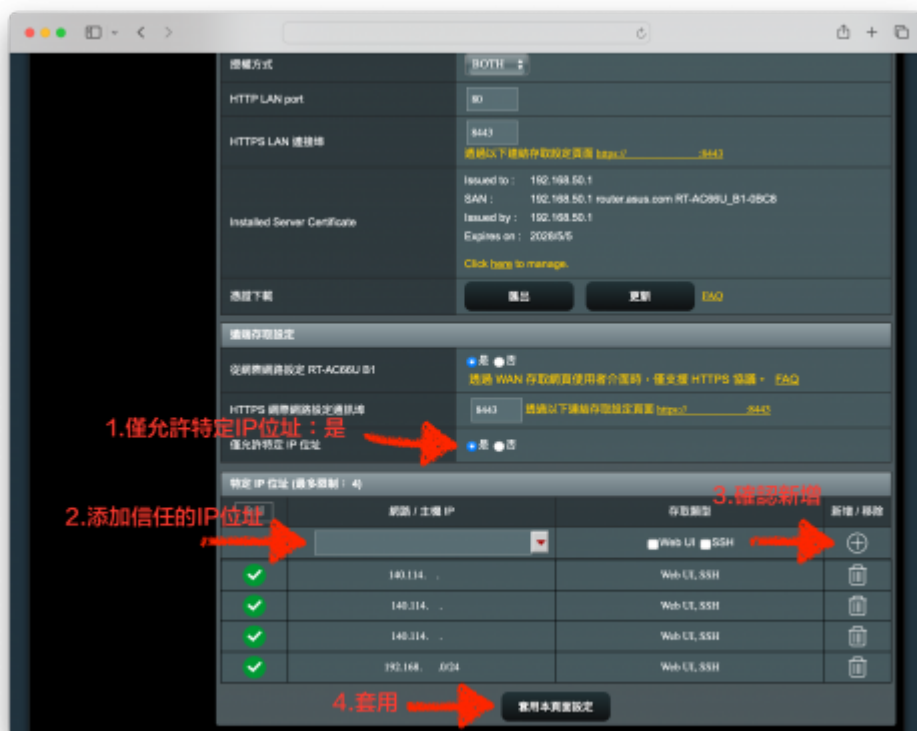 授權方式 BOTH
HTTP LAN port 80
HTTPS LAN 連接埠 8443
透過以下連結存取設定頁面 https:// :8443
Installed Server Certificate
Issued to : 192.168.50.1
SAN : 192.168.50.1 router.asus.com RT-AC66U_B1-0BC8
Issued by : 192.168.50.1
Expires on : 2028/5/5
Click here to manage.
憑證下載 匯出 更新 FAQ
遠端存取設定
從網際網路設定 RT-AC66U B1 是 否
透過 WAN 存取網頁使用者介面時,僅支援 HTTPS 協議。 FAQ
HTTPS 網際網路設定通訊埠 8443 透過以下連結存取設定頁面 https:// :8443
1.僅允許特定IP位址:是
僅允許特定 IP 位址 是 否
特定 IP 位址 (最多限制: 4)
3.確認新增
2.添加信任的IP位址
網路 / 主機 IP 存取類型 新增 / 移除
Web UI SSH
140.114. . Web UI, SSH
140.114. . Web UI, SSH
140.114. . Web UI, SSH
192.168. .0/24 Web UI, SSH
4.套用
套用本頁面設定